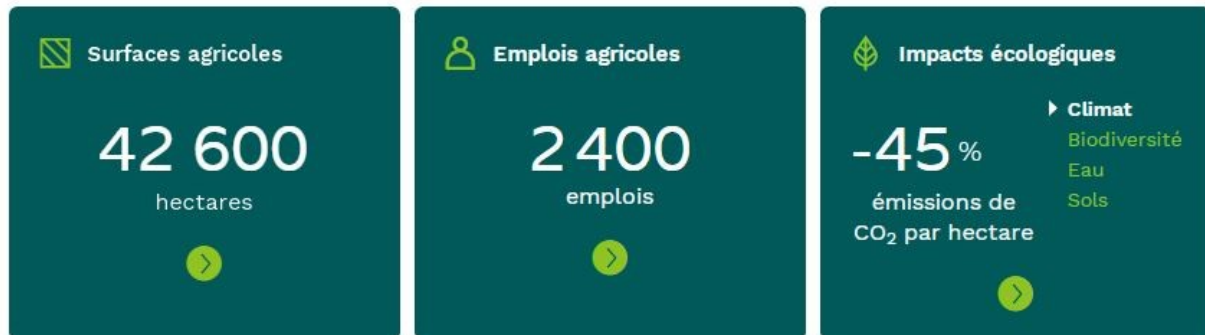 Surfaces agricoles
42 600
hectares
Emplois agricoles
2 400
emplois
Impacts écologiques
-45 %
émissions de
CO₂ par hectare
Climat
Biodiversité
Eau
Sols